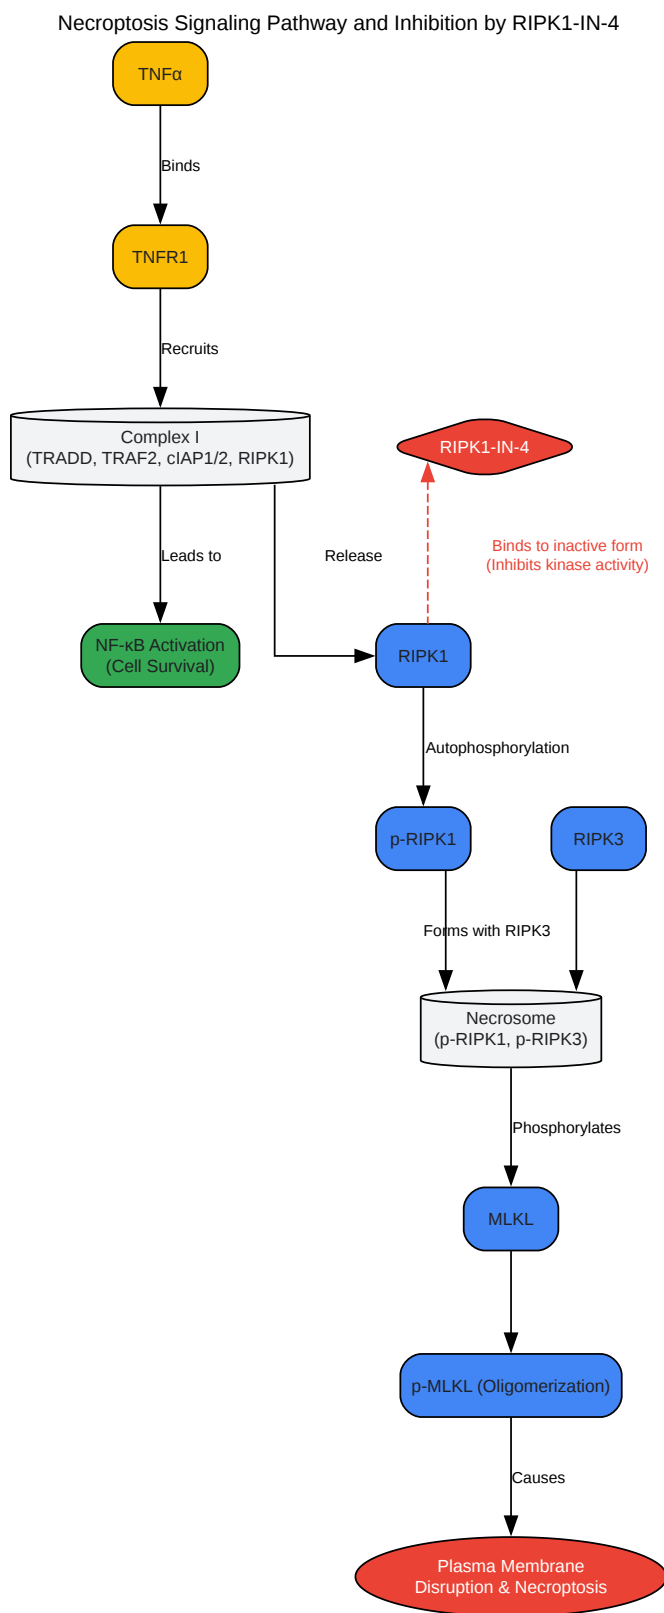 Necroptosis Signaling Pathway and Inhibition by RIPK1-IN-4
TNFα
Binds
TNFR1
Recruits
Complex I
(TRADD, TRAF2, cIAP1/2, RIPK1)
RIPK1-IN-4
Leads to
Release
Binds to inactive form
(Inhibits kinase activity)
NF-κB Activation
(Cell Survival)
RIPK1
Autophosphorylation
p-RIPK1
RIPK3
Forms with RIPK3
Necrosome
(p-RIPK1, p-RIPK3)
Phosphorylates
MLKL
p-MLKL (Oligomerization)
Causes
Plasma Membrane
Disruption & Necroptosis